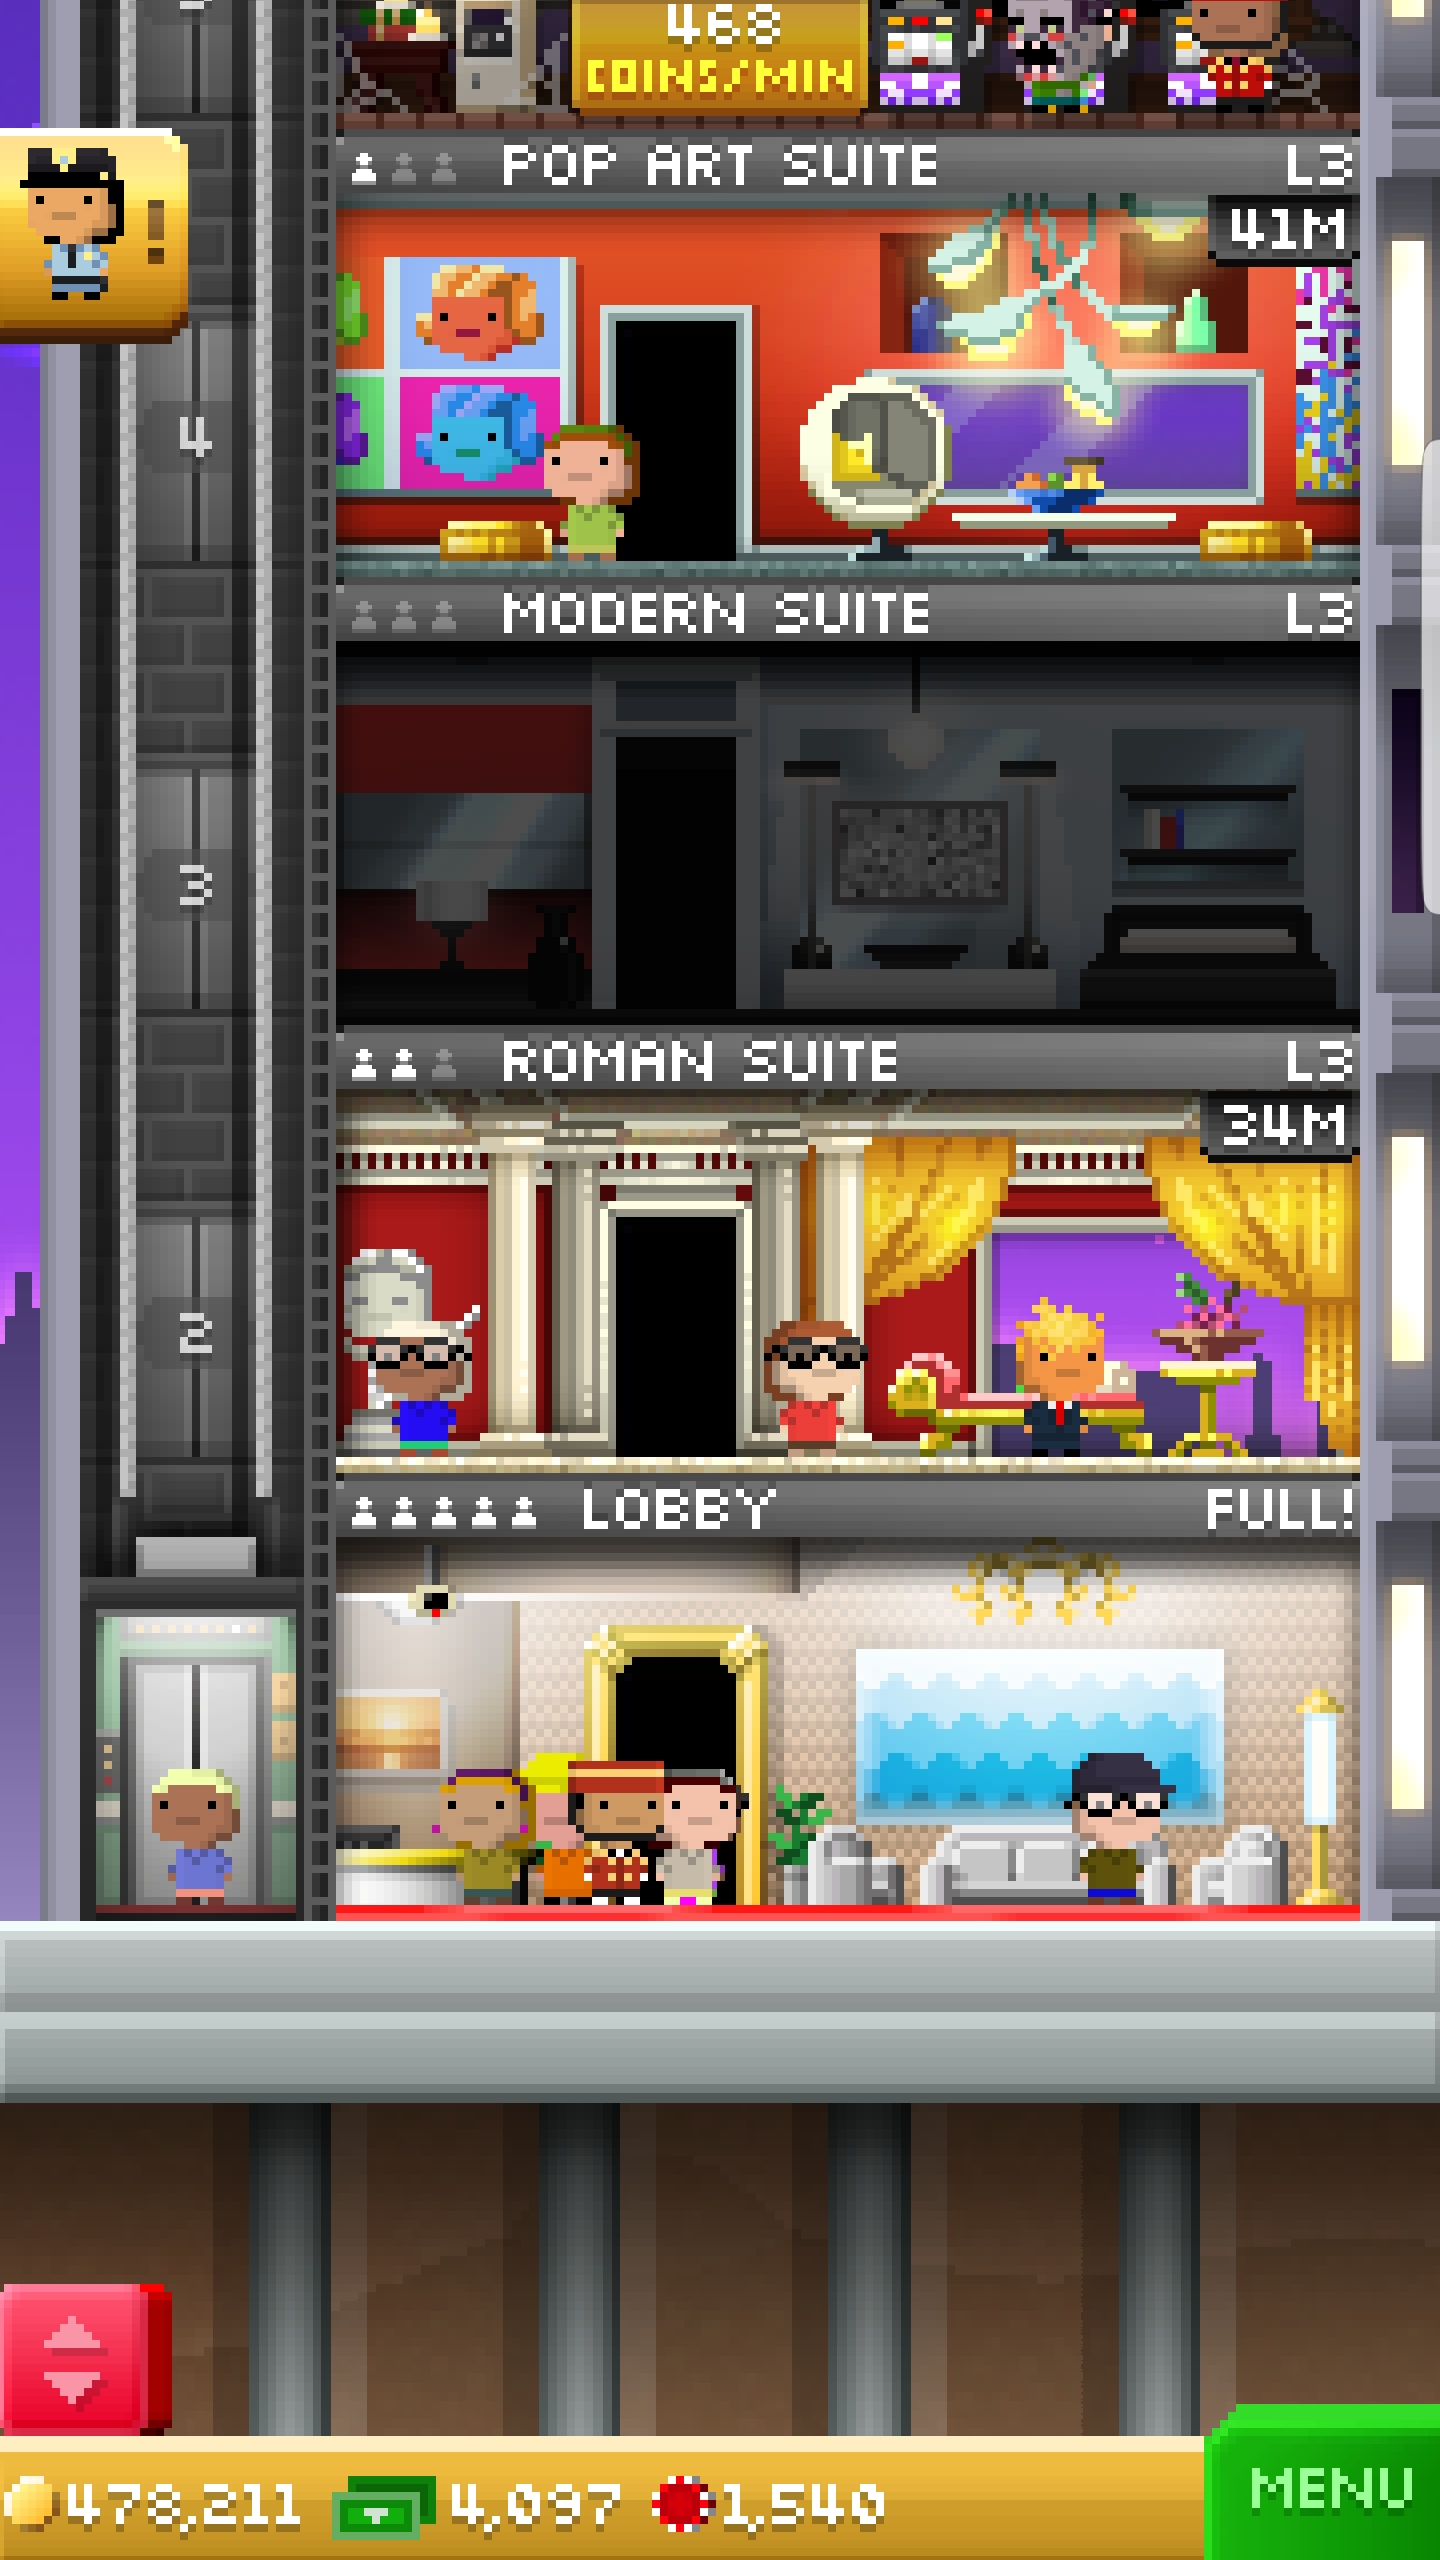 468
COINS/MIN
POP ART SUITE L3
41M
!
4
MODERN SUITE L3
3
ROMAN SUITE L3
34M
2
LOBBY FULL!
478,211 4,097 1,540 MENU